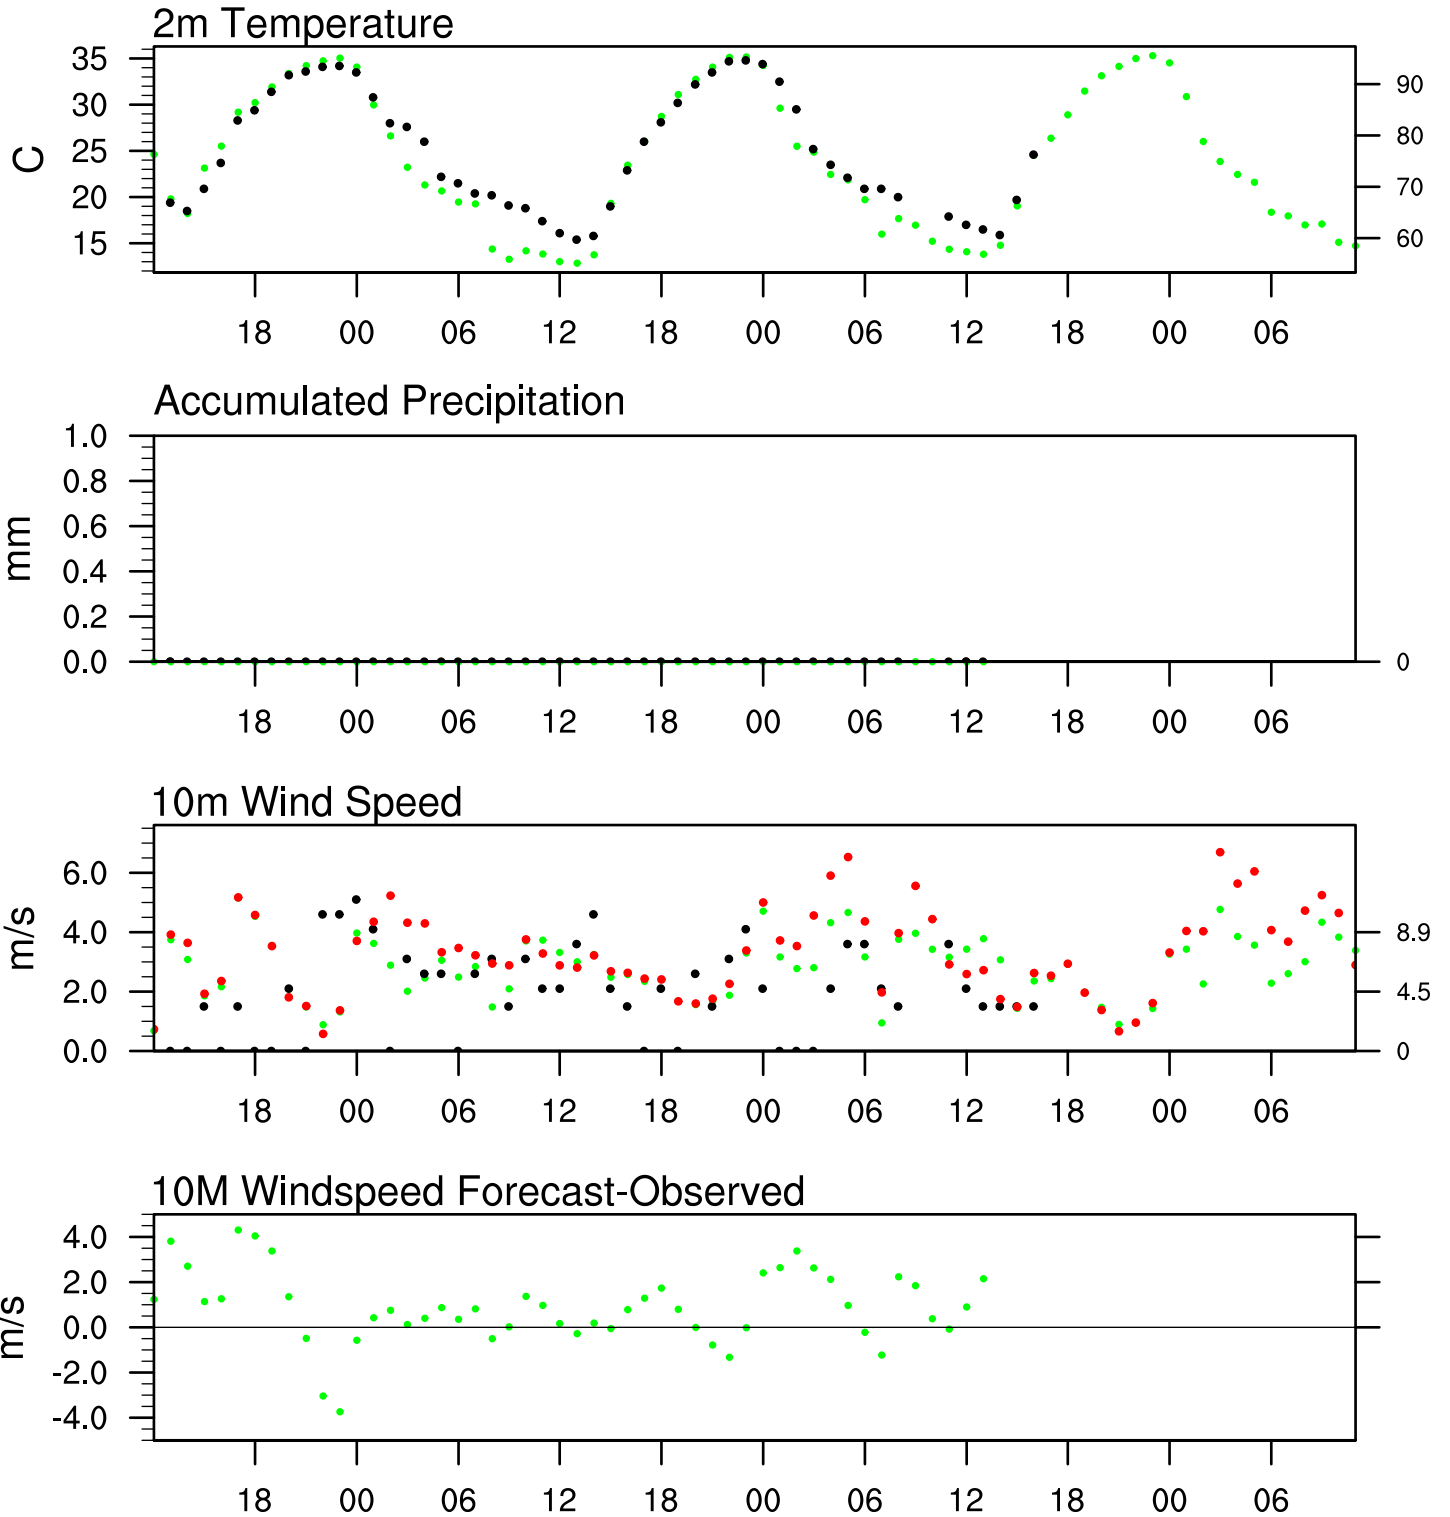 2m Temperature
35
30
25
20
15
C
90
80
70
60
18 00 06 12 18 00 06 12 18 00 06
Accumulated Precipitation
1.0
0.8
0.6
0.4
0.2
0.0
mm
0
18 00 06 12 18 00 06 12 18 00 06
10m Wind Speed
6.0
4.0
2.0
0.0
m/s
8.9
4.5
0
18 00 06 12 18 00 06 12 18 00 06
10M Windspeed Forecast-Observed
4.0
2.0
0.0
-2.0
-4.0
m/s
18 00 06 12 18 00 06 12 18 00 06